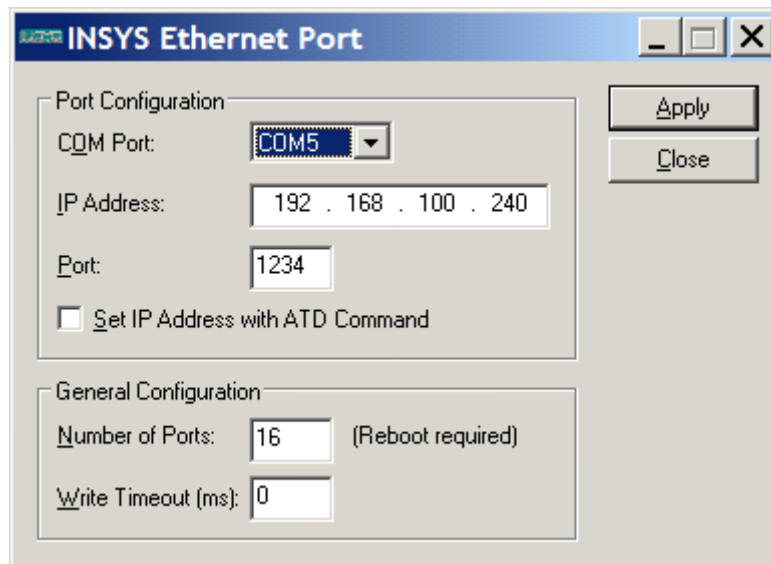 INSYS Ethernet Port
Port Configuration
COM Port: COM5
IP Address: 192 . 168 . 100 . 240
Port: 1234
Set IP Address with ATD Command
Apply
Close
General Configuration
Number of Ports: 16 (Reboot required)
Write Timeout (ms): 0